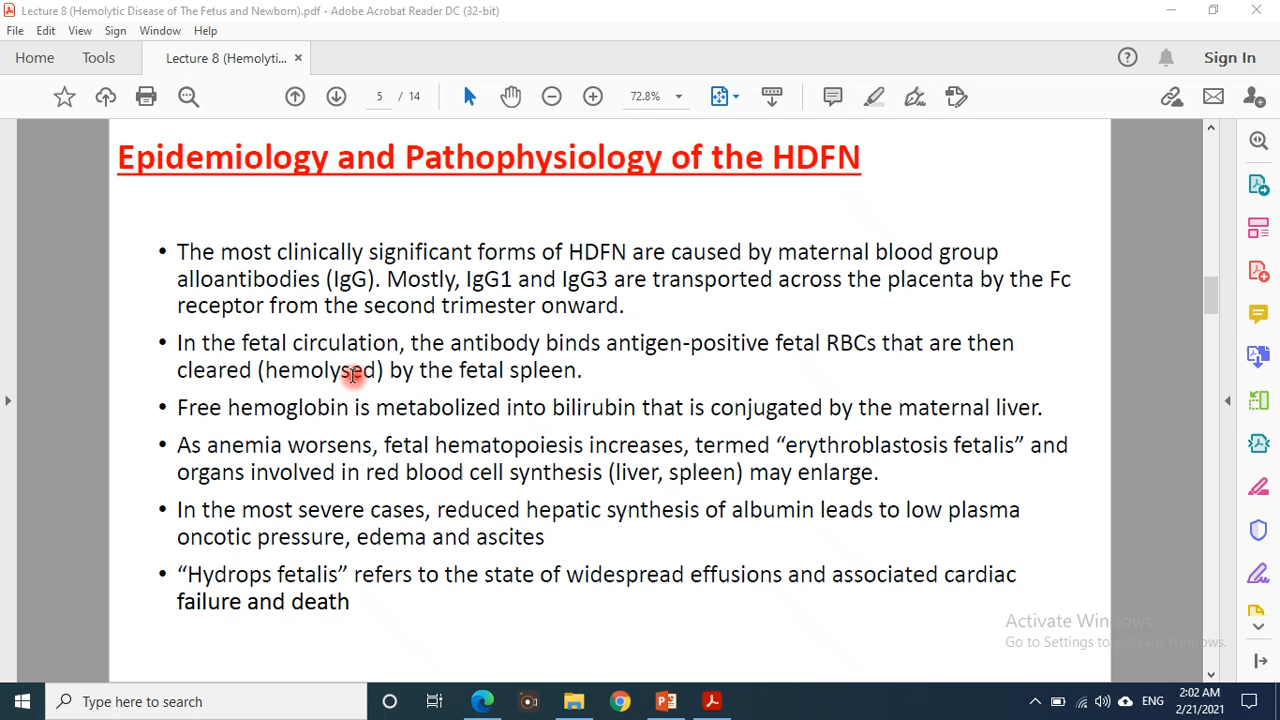 Lecture 8 (Hemolytic Disease of The Fetus and Newborn).pdf - Adobe Acrobat Reader DC (32-bit)
File Edit View Sign Window Help
Home Tools Lecture 8 (Hemolyti... × Sign In
5 / 14 72.8%
Epidemiology and Pathophysiology of the HDFN
• The most clinically significant forms of HDFN are caused by maternal blood group
alloantibodies (IgG). Mostly, IgG1 and IgG3 are transported across the placenta by the Fc
receptor from the second trimester onward.
• In the fetal circulation, the antibody binds antigen-positive fetal RBCs that are then
cleared (hemolysed) by the fetal spleen.
• Free hemoglobin is metabolized into bilirubin that is conjugated by the maternal liver.
• As anemia worsens, fetal hematopoiesis increases, termed “erythroblastosis fetalis” and
organs involved in red blood cell synthesis (liver, spleen) may enlarge.
• In the most severe cases, reduced hepatic synthesis of albumin leads to low plasma
oncotic pressure, edema and ascites
• “Hydrops fetalis” refers to the state of widespread effusions and associated cardiac
failure and death
Activate Windows
Go to Settings to activate Windows.
Type here to search
ENG
2:02 AM
2/21/2021